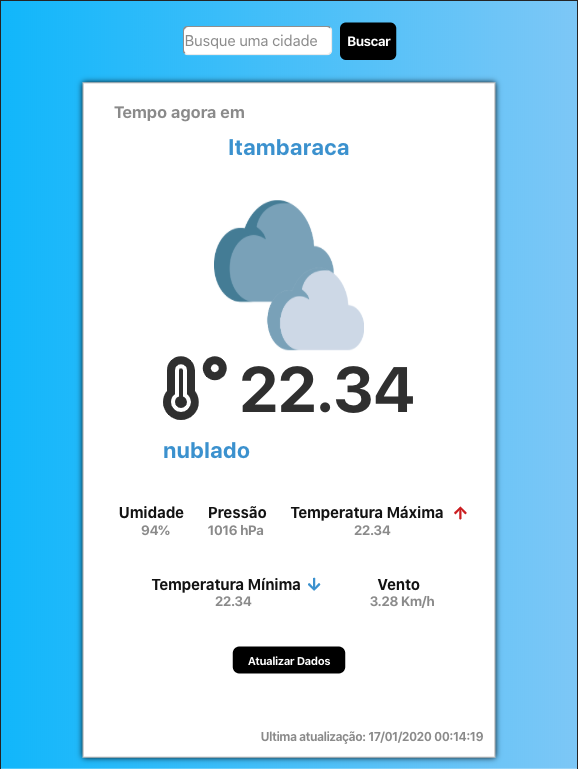 Busque uma cidade Buscar
Tempo agora em
Itambaraca
° 22.34
nublado
Umidade Pressão Temperatura Máxima ↑
94% 1016 hPa 22.34
Temperatura Mínima ↓ Vento
22.34 3.28 Km/h
Atualizar Dados
Ultima atualização: 17/01/2020 00:14:19